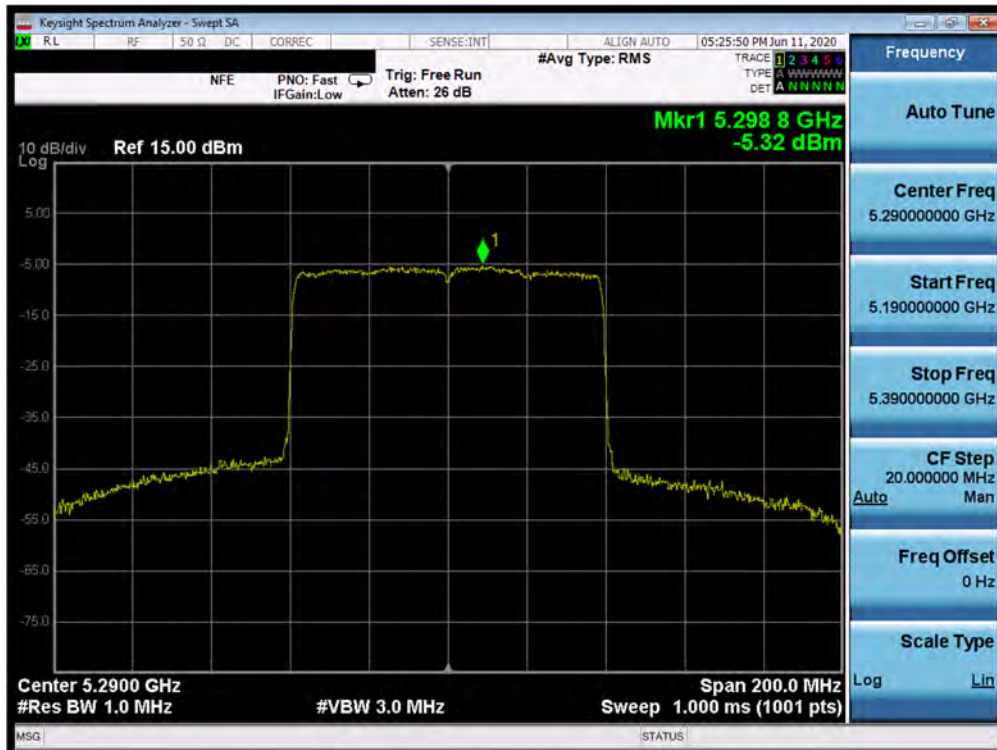 Keysight Spectrum Analyzer - Swept SA
LXI RL RF 50 Ω DC CORREC SENSE:INT ALIGN AUTO 05:25:50 PM Jun 11, 2020
NFE PNO: Fast Trig: Free Run #Avg Type: RMS TRACE 1 2 3 4 5 6
IFGain:Low Atten: 26 dB TYPE A WWWWW
DET A N N N N N
Mkr1 5.298 8 GHz
-5.32 dBm
10 dB/div Ref 15.00 dBm
Log
5.00
-5.00
-15.0
-25.0
-35.0
-45.0
-55.0
-65.0
-75.0
1
Center 5.2900 GHz Span 200.0 MHz
#Res BW 1.0 MHz #VBW 3.0 MHz Sweep 1.000 ms (1001 pts)
MSG STATUS
Frequency
Auto Tune
Center Freq
5.290000000 GHz
Start Freq
5.190000000 GHz
Stop Freq
5.390000000 GHz
CF Step
20.000000 MHz
Auto Man
Freq Offset
0 Hz
Scale Type
Log Lin